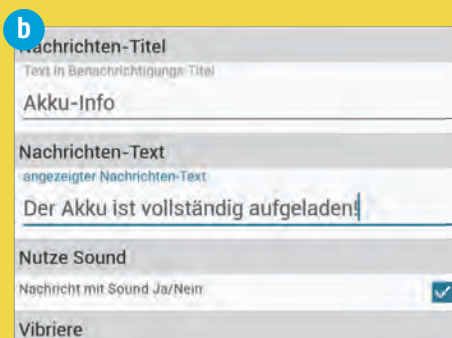 b
Nachrichten-Titel
Text in Benachrichtigungs-Titel
Akku-Info
Nachrichten-Text
angezeigter Nachrichten-Text
Der Akku ist vollständig aufgeladen!
Nutze Sound
Nachricht mit Sound Ja/Nein
Vibriere